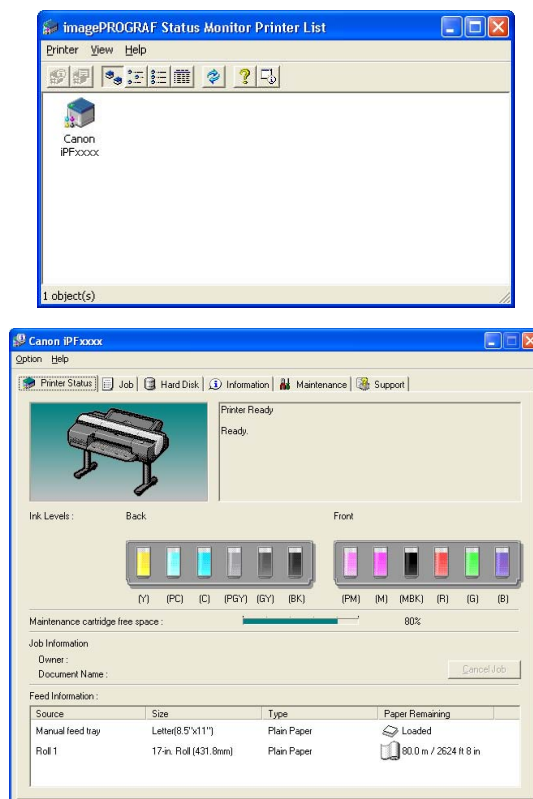 imagePROGRAF Status Monitor Printer List
Printer View Help
Canon
iPFxxxx
1 object(s)
Canon iPFxxxx
Option Help
Printer Status Job Hard Disk Information Maintenance Support
Printer Ready
Ready.
Ink Levels : Back Front
(Y) (PC) (C) (PGY) (GY) (BK) (PM) (M) (MBK) (R) (G) (B)
Maintenance cartridge free space : 80%
Job Information
Owner :
Document Name :
Cancel Job
Feed Information :
Source Size Type Paper Remaining
Manual feed tray Letter(8.5"x11") Plain Paper Loaded
Roll 1 17-in. Roll (431.8mm) Plain Paper 80.0 m / 2624 ft 8 in